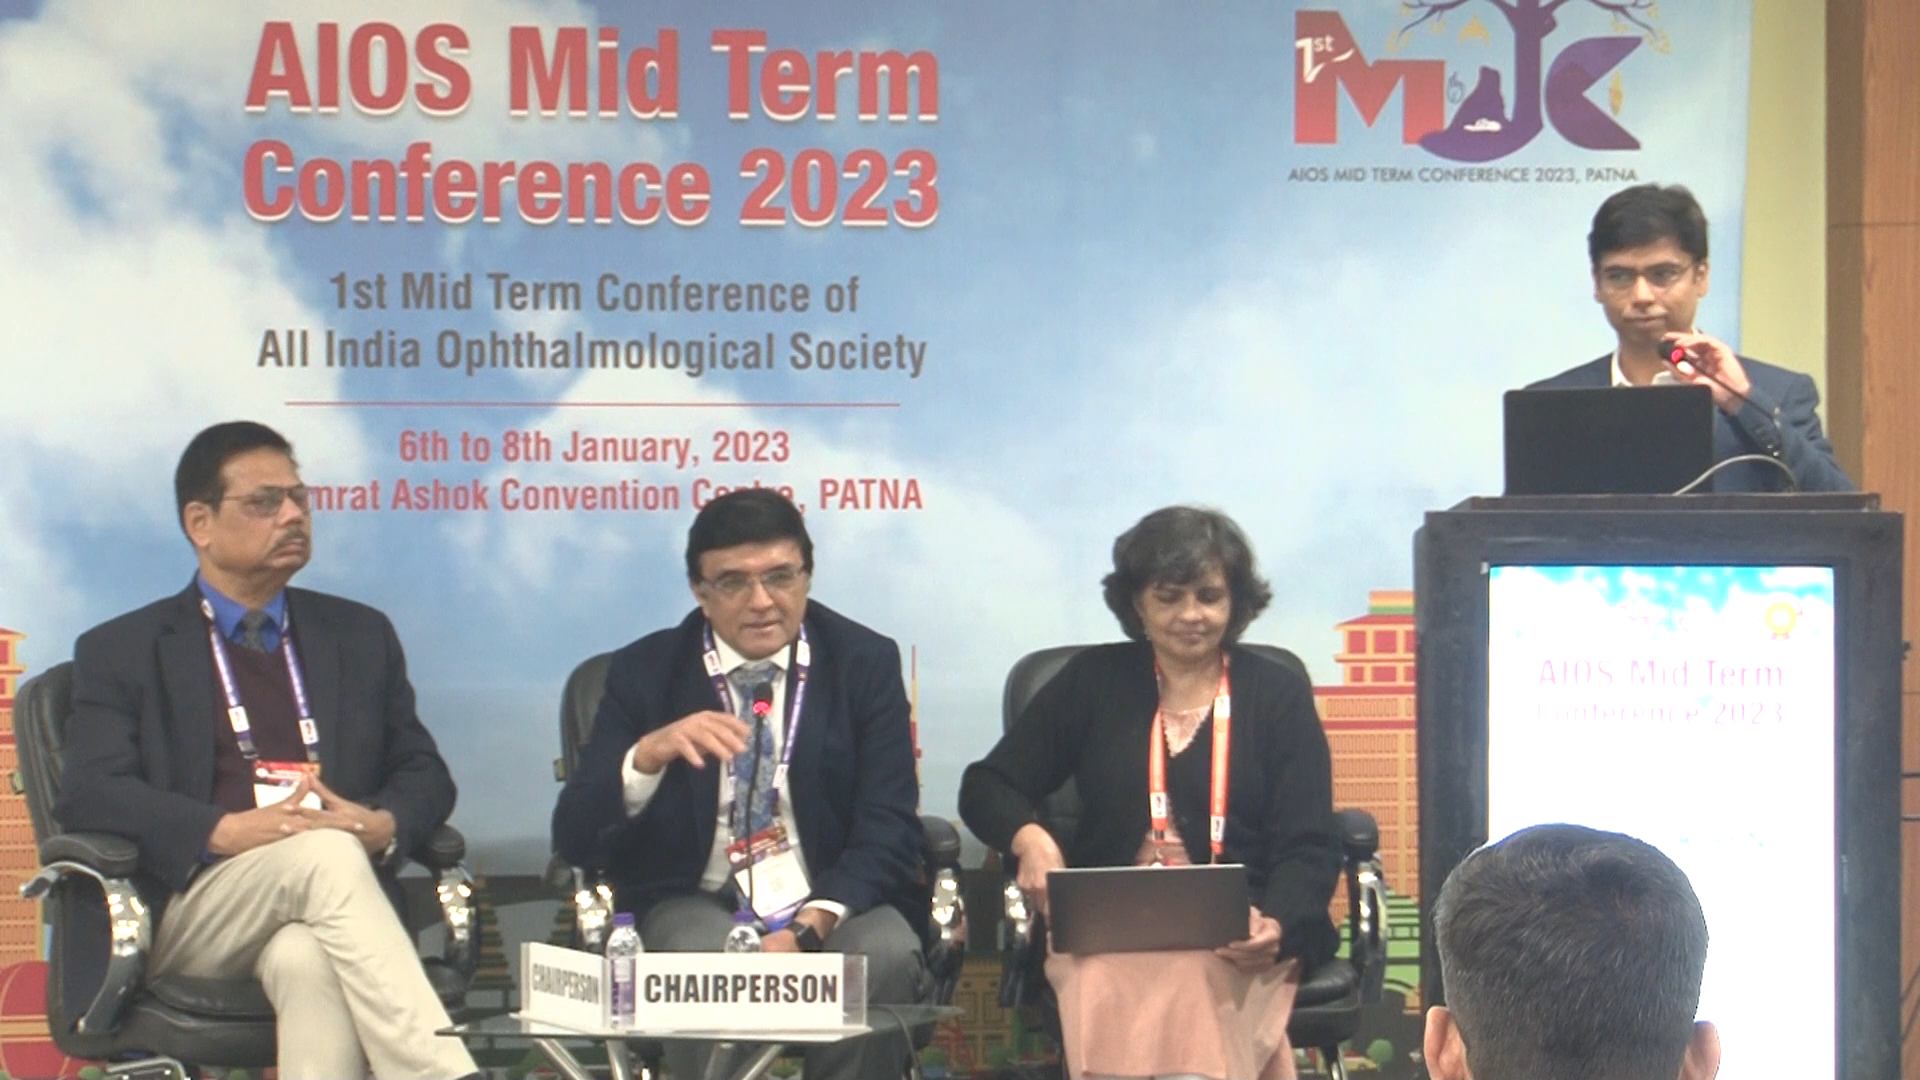 AIOS Mid Term
Conference 2023
1st Mid Term Conference of
All India Ophthalmological Society
6th to 8th January, 2023
Ashok Convention Centre, PATNA
1st
MTC
AIOS MID TERM CONFERENCE 2023, PATNA
CHAIRPERSON
CHAIRPERSON
AIOS Mid Term
Conference 2023